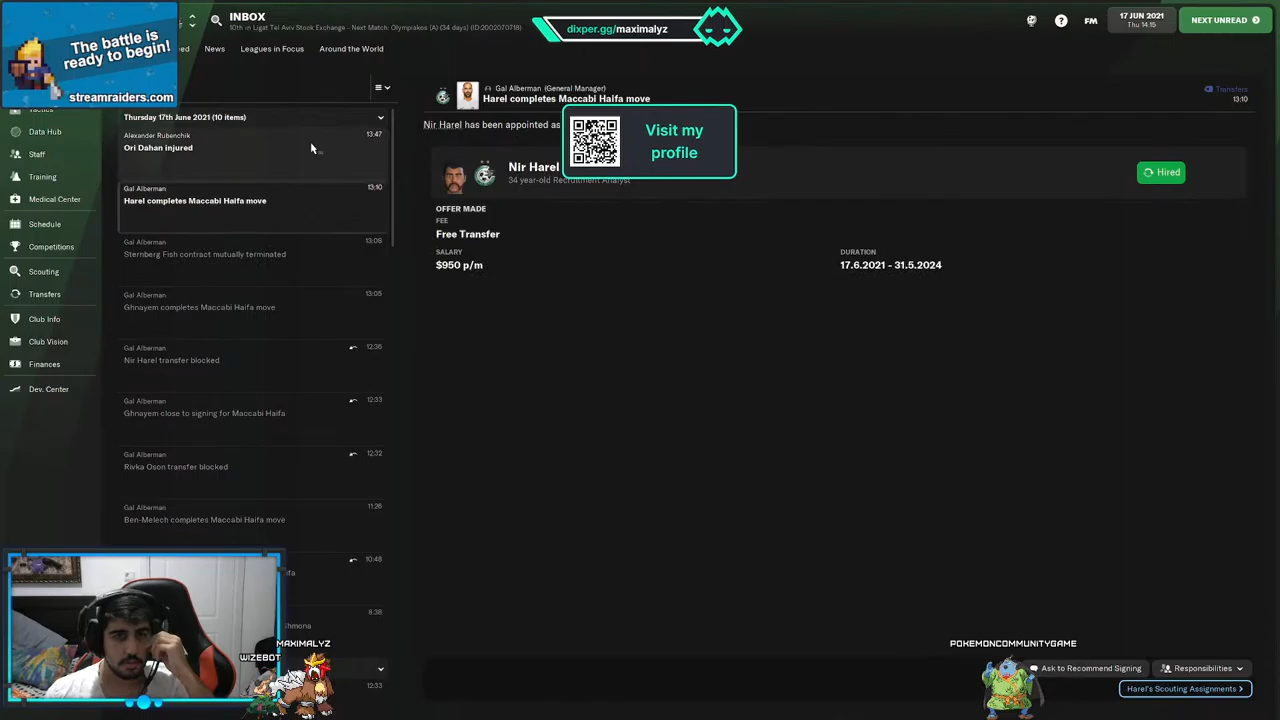 The battle is
ready to begin!
streamraiders.com
INBOX
10th in Ligat Tel Aviv Stock Exchange - Next Match: Olympiakos (A) (34 days) (ID:2002070718)
dixper.gg/maximalyz
FM
17 JUN 2021
Thu 14.15
NEXT UNREAD
News
Leagues in Focus
Around the World
Data Hub
Staff
Training
Medical Center
Schedule
Competitions
Scouting
Transfers
Club Info
Club Vision
Finances
Dev. Center
Thursday 17th June 2021 (10 items)
Alexander Rubenchik
13:47
Ori Dahan injured
Gal Alberman
13:10
Harel completes Maccabi Haifa move
Gal Alberman
13:08
Sternberg Fish contract mutually terminated
Gal Alberman
13:05
Ghnayem completes Maccabi Haifa move
Gal Alberman
12:36
Nir Harel transfer blocked
Gal Alberman
12:33
Ghnayem close to signing for Maccabi Haifa
Gal Alberman
12:32
Rivka Oson transfer blocked
Gal Alberman
11:26
Ben-Melech completes Maccabi Haifa move
10:48
8:38
12:33
Gal Alberman (General Manager)
Harel completes Maccabi Haifa move
Transfers
13:10
Nir Harel has been appointed as
Visit my
profile
Nir Harel
34 year-old Recruitment Analyst
Hired
OFFER MADE
FEE
Free Transfer
SALARY
$950 p/m
DURATION
17.6.2021 - 31.5.2024
MAXIMALYZ
WIZEBOT
POKEMONCOMMUNITYGAME
Ask to Recommend Signing
Responsibilities
Harel's Scouting Assignments